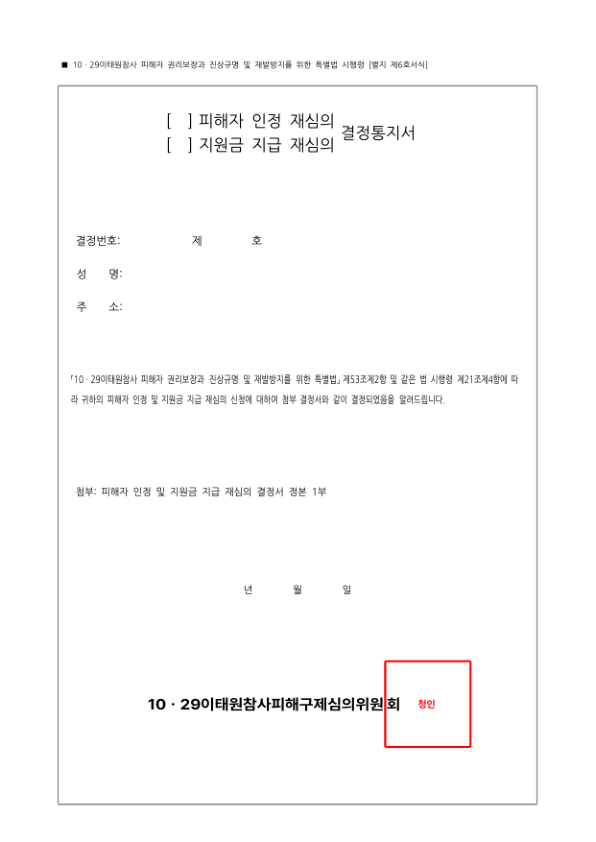 ■ 10ㆍ29이태원참사 피해자 권리보장과 진상규명 및 재발방지를 위한 특별법 시행령 [별지 제6호서식]
[  ] 피해자 인정 재심의
[  ] 지원금 지급 재심의
결정통지서
결정번호: 제 호
성 명:
주 소:
「10ㆍ29이태원참사 피해자 권리보장과 진상규명 및 재발방지를 위한 특별법」 제53조제2항 및 같은 법 시행령 제21조제4항에 따
라 귀하의 피해자 인정 및 지원금 지급 재심의 신청에 대하여 첨부 결정서와 같이 결정되었음을 알려드립니다.
첨부: 피해자 인정 및 지원금 지급 재심의 결정서 정본 1부
년 월 일
10ㆍ29이태원참사피해구제심의위원회 청인